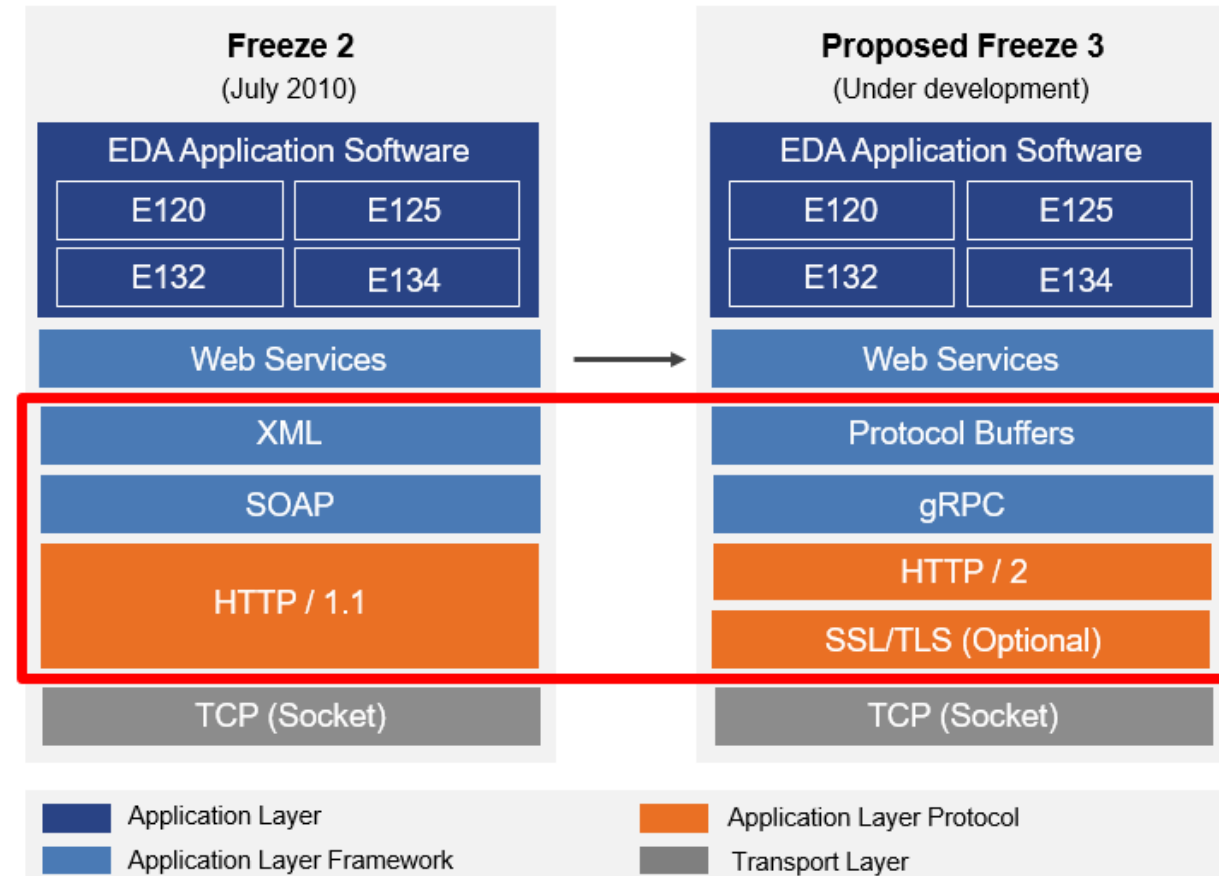 Freeze 2
(July 2010)
EDA Application Software
E120
E125
E132
E134
Web Services
XML
SOAP
HTTP / 1.1
TCP (Socket)
Proposed Freeze 3
(Under development)
EDA Application Software
E120
E125
E132
E134
Web Services
Protocol Buffers
gRPC
HTTP / 2
SSL/TLS (Optional)
TCP (Socket)
Application Layer
Application Layer Protocol
Application Layer Framework
Transport Layer